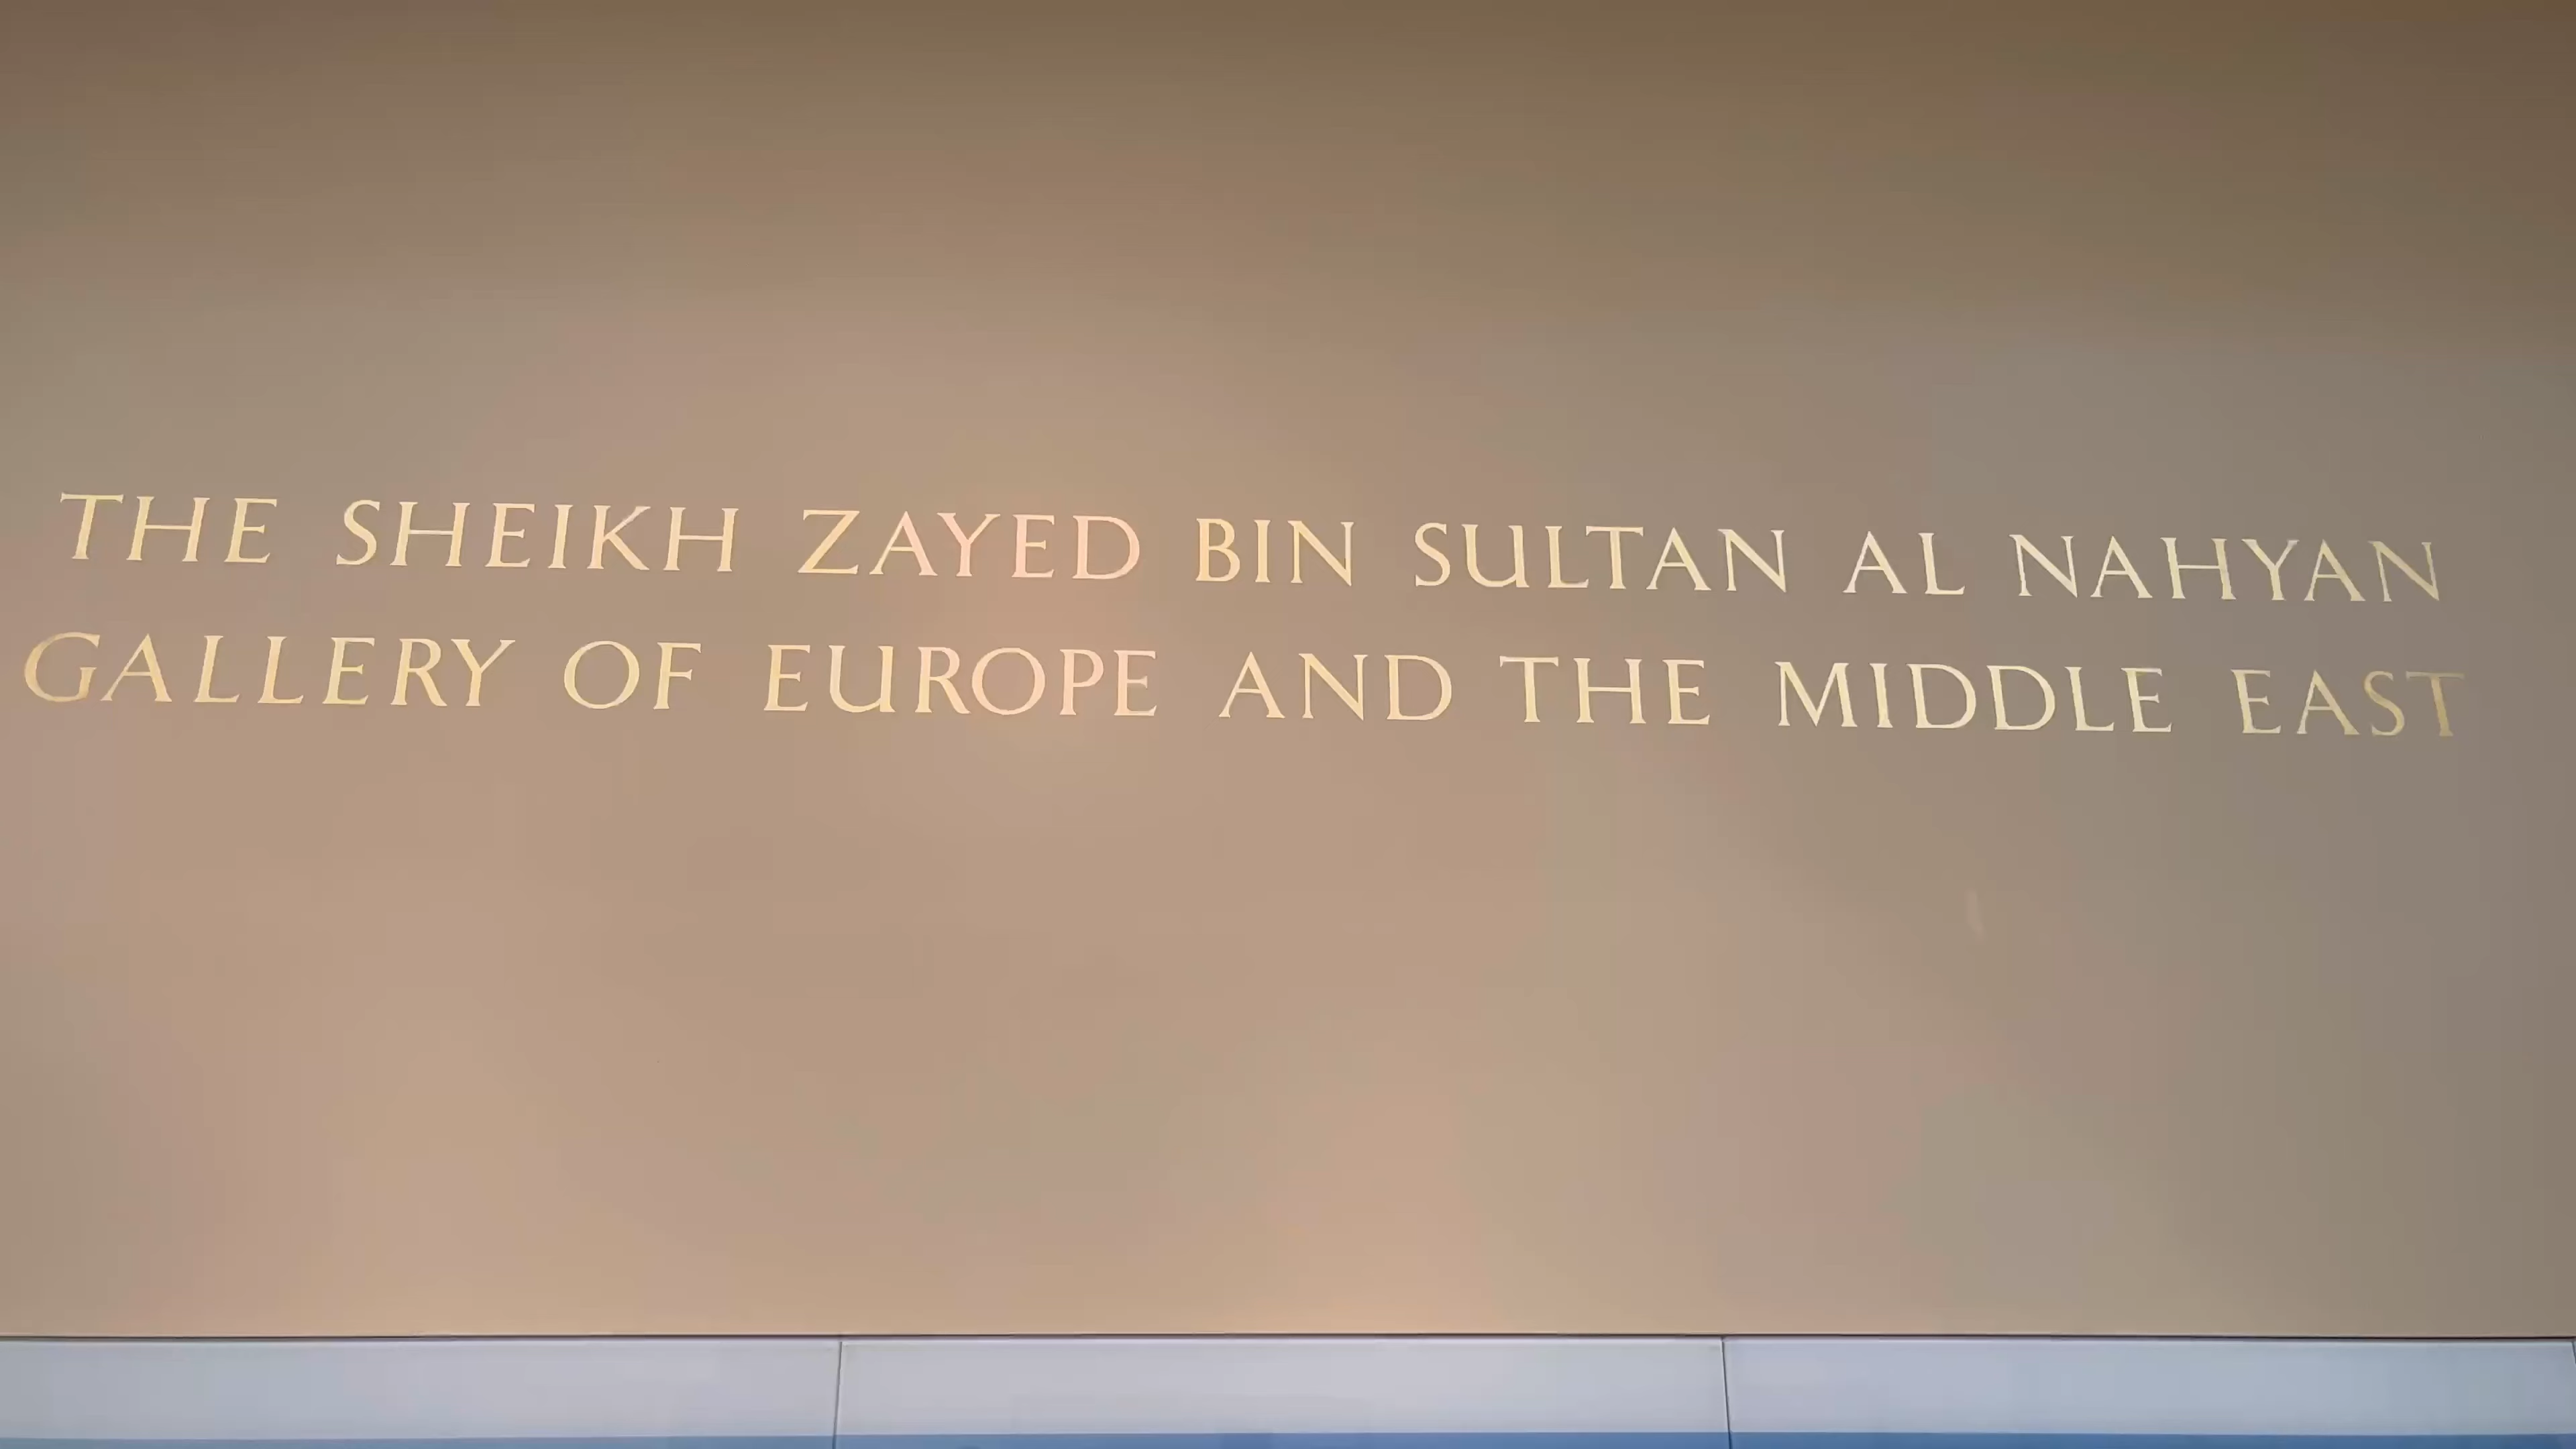 THE SHEIKH ZAYED BIN SULTAN AL NAHYAN
GALLERY OF EUROPE AND THE MIDDLE EAST